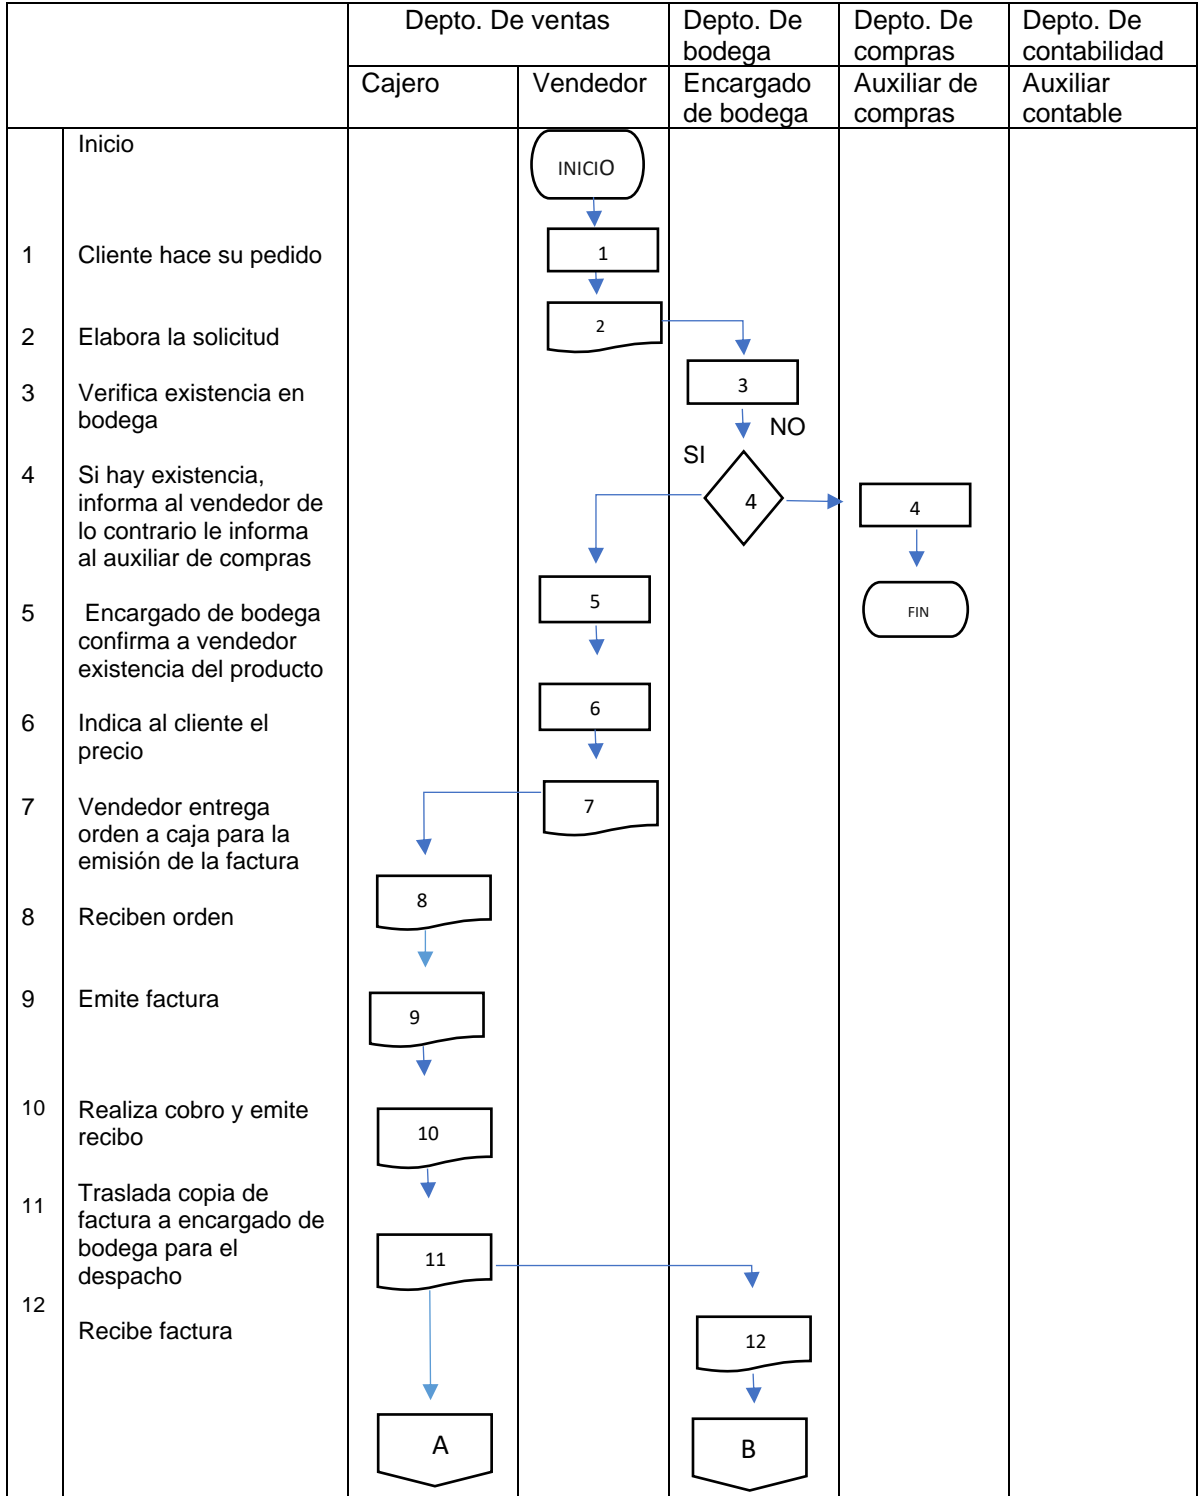 Depto. De ventas
Depto. De
bodega
Depto. De
compras
Depto. De
contabilidad
Cajero
Vendedor
Encargado
de bodega
Auxiliar de
compras
Auxiliar
contable
Inicio
INICIO
1
Cliente hace su pedido
1
2
Elabora la solicitud
2
3
Verifica existencia en
bodega
3
NO
SI
4
Si hay existencia,
informa al vendedor de
lo contrario le informa
al auxiliar de compras
4
4
5
Encargado de bodega
confirma a vendedor
existencia del producto
5
FIN
6
Indica al cliente el
precio
6
7
Vendedor entrega
orden a caja para la
emisión de la factura
7
8
Reciben orden
8
9
Emite factura
9
10
Realiza cobro y emite
recibo
10
11
Traslada copia de
factura a encargado de
bodega para el
despacho
11
12
Recibe factura
12
A
B